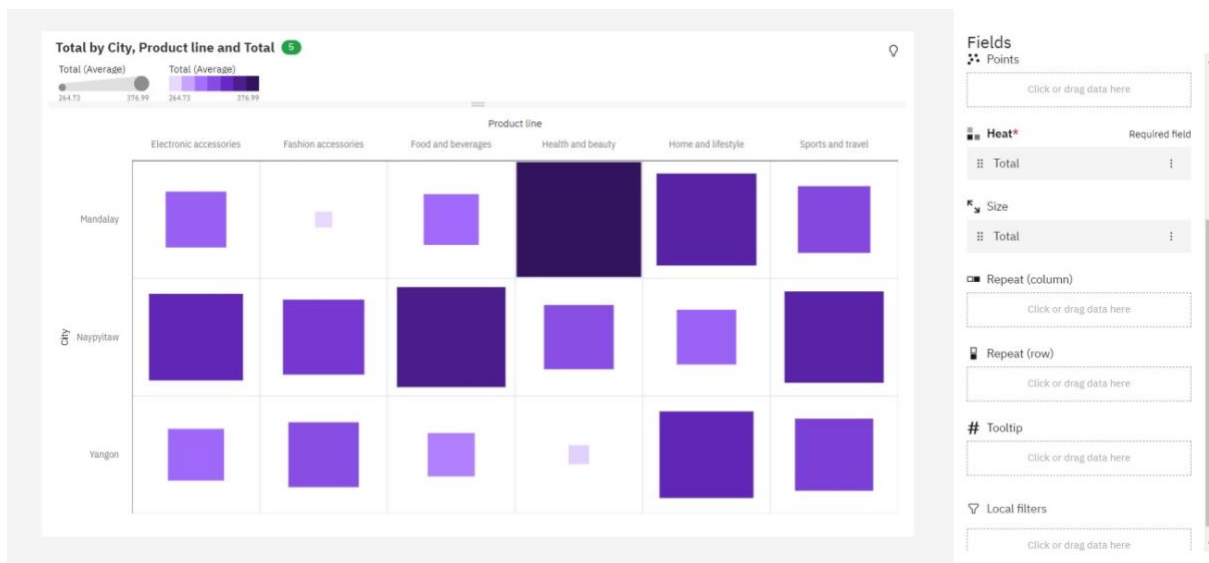 Total by City, Product line and Total 5
Total (Average)
264.73 376.99
Total (Average)
264.73 376.99
Product line
Electronic accessories Fashion accessories Food and beverages Health and beauty Home and lifestyle Sports and travel
City
Mandalay
Naypyitaw
Yangon
Fields
Points
Click or drag data here
Heat* Required field
Total
Size
Total
Repeat (column)
Click or drag data here
Repeat (row)
Click or drag data here
# Tooltip
Click or drag data here
Local filters
Click or drag data here